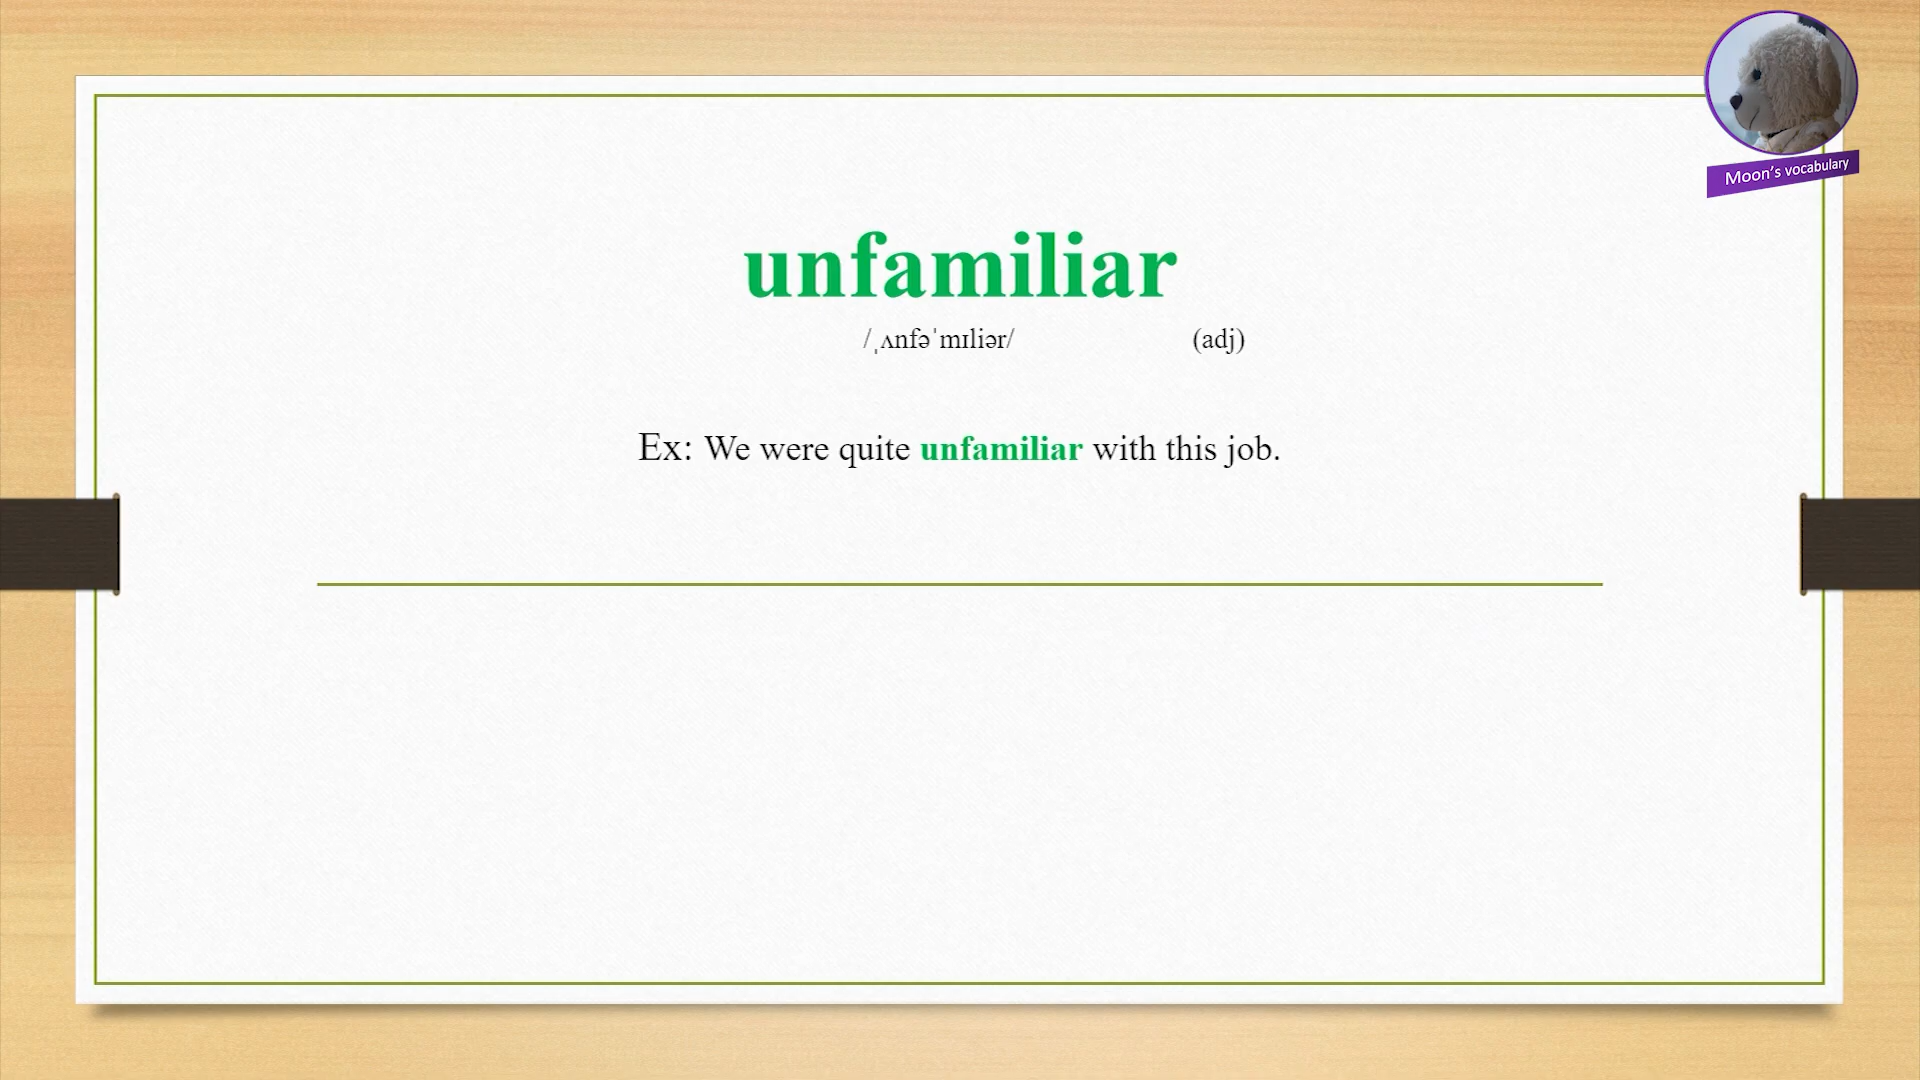 Moon's vocabulary
unfamiliar
/ˌʌnfəˈmɪliər/ (adj)
Ex: We were quite unfamiliar with this job.